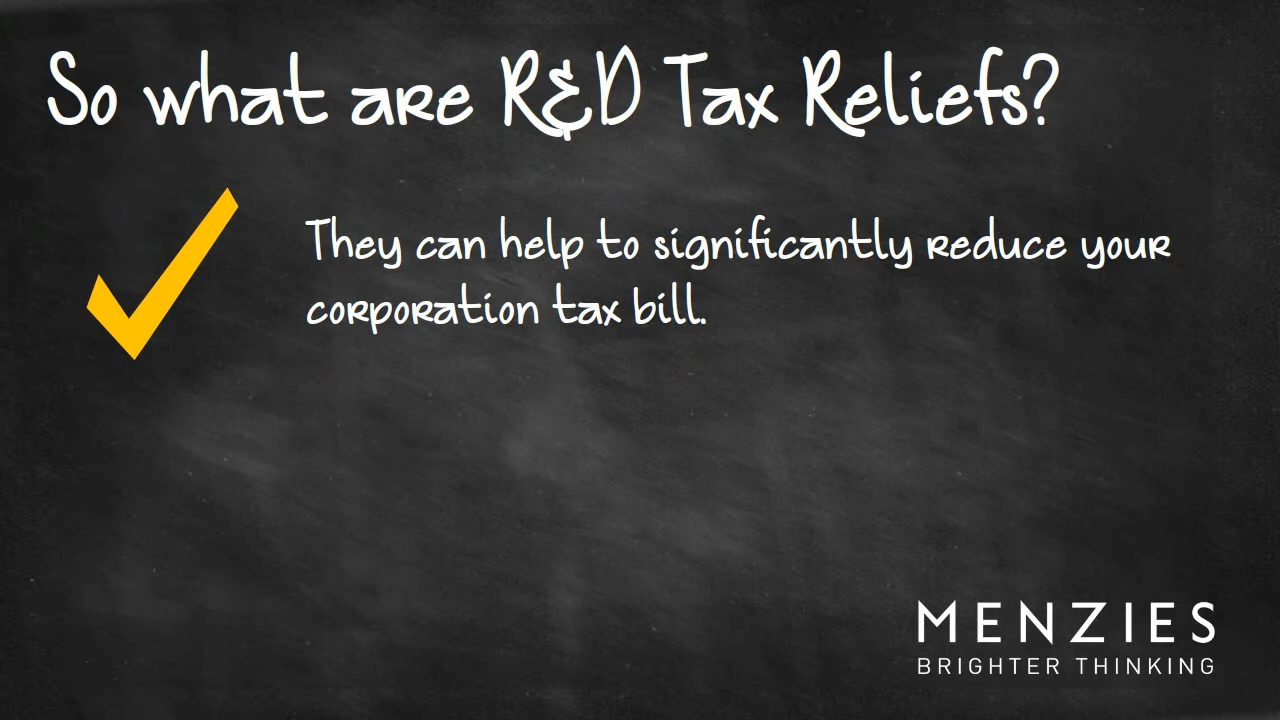 So what are R&D Tax Reliefs?
They can help to significantly reduce your
corporation tax bill.
MENZIES
BRIGHTER THINKING